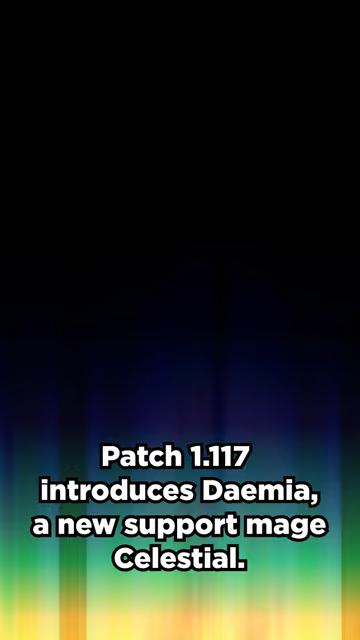 Patch 1.117
introduces Daemia,
a new support mage
Celestial.